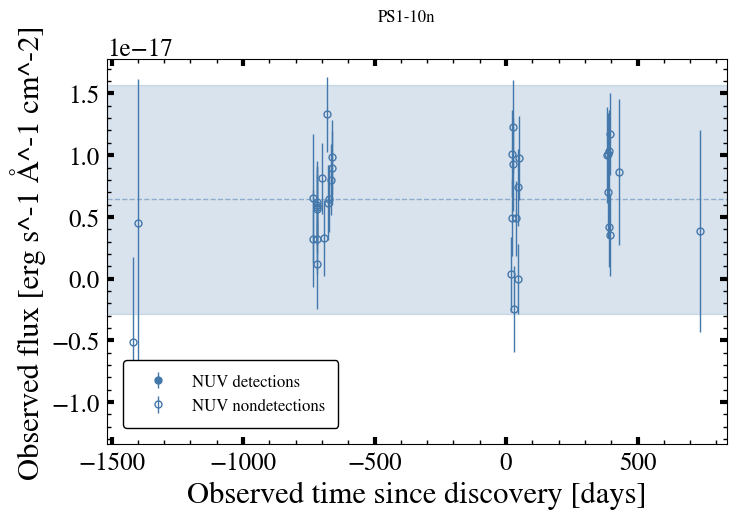 PS1-10n
1e−17
Observed flux [erg s^-1 Å^-1 cm^-2]
1.5
1.0
0.5
0.0
−0.5
−1.0
NUV detections
NUV nondetections
−1500 −1000 −500 0 500
Observed time since discovery [days]